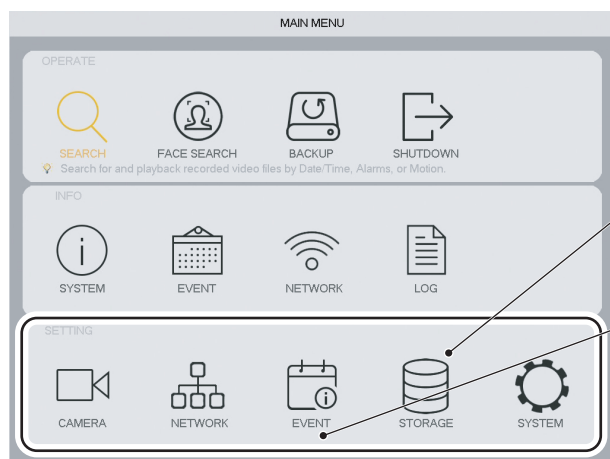 MAIN MENU
OPERATE
SEARCH
FACE SEARCH
BACKUP
SHUTDOWN
Search for and playback recorded video files by Date/Time, Alarms, or Motion.
INFO
SYSTEM
EVENT
NETWORK
LOG
SETTING
CAMERA
NETWORK
EVENT
STORAGE
SYSTEM